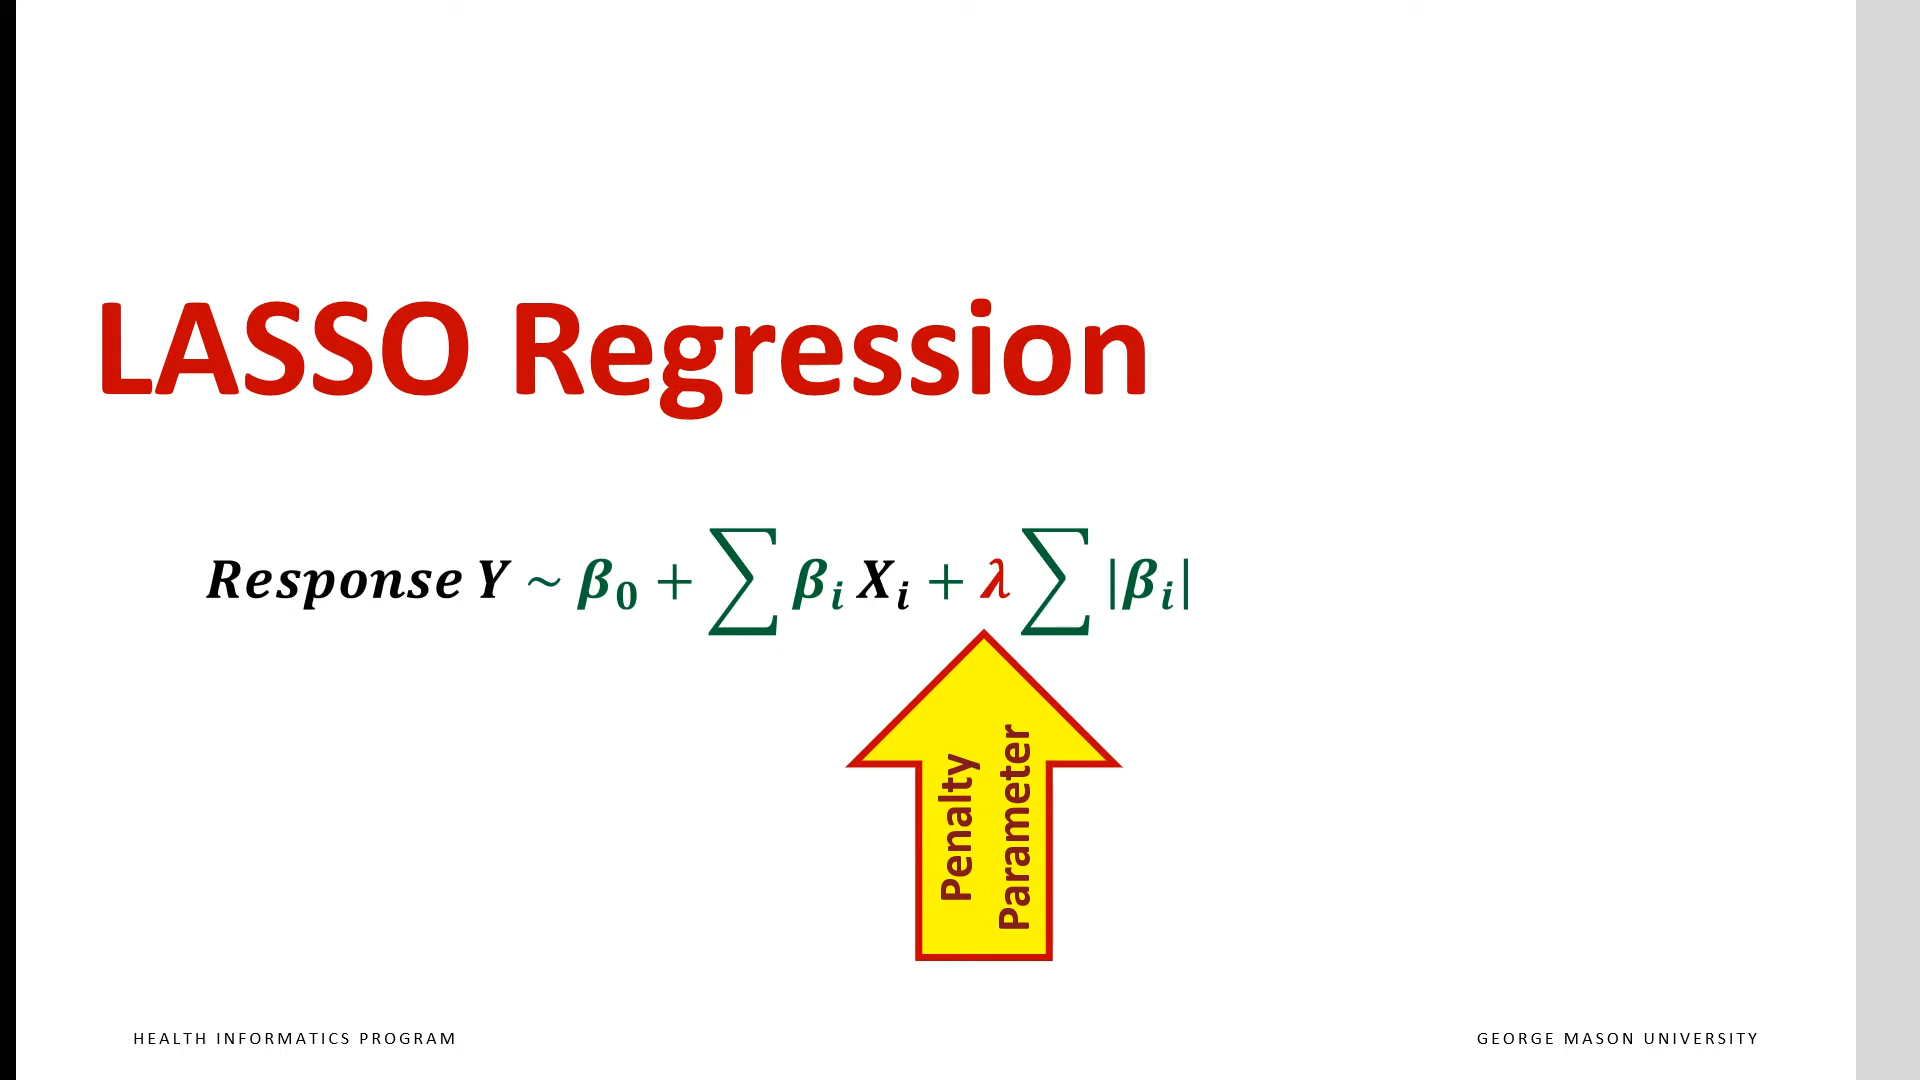 LASSO Regression
Response Y ~ β₀ + ∑ βᵢ Xᵢ + λ ∑ |βᵢ|
Penalty
Parameter
HEALTH INFORMATICS PROGRAM
GEORGE MASON UNIVERSITY